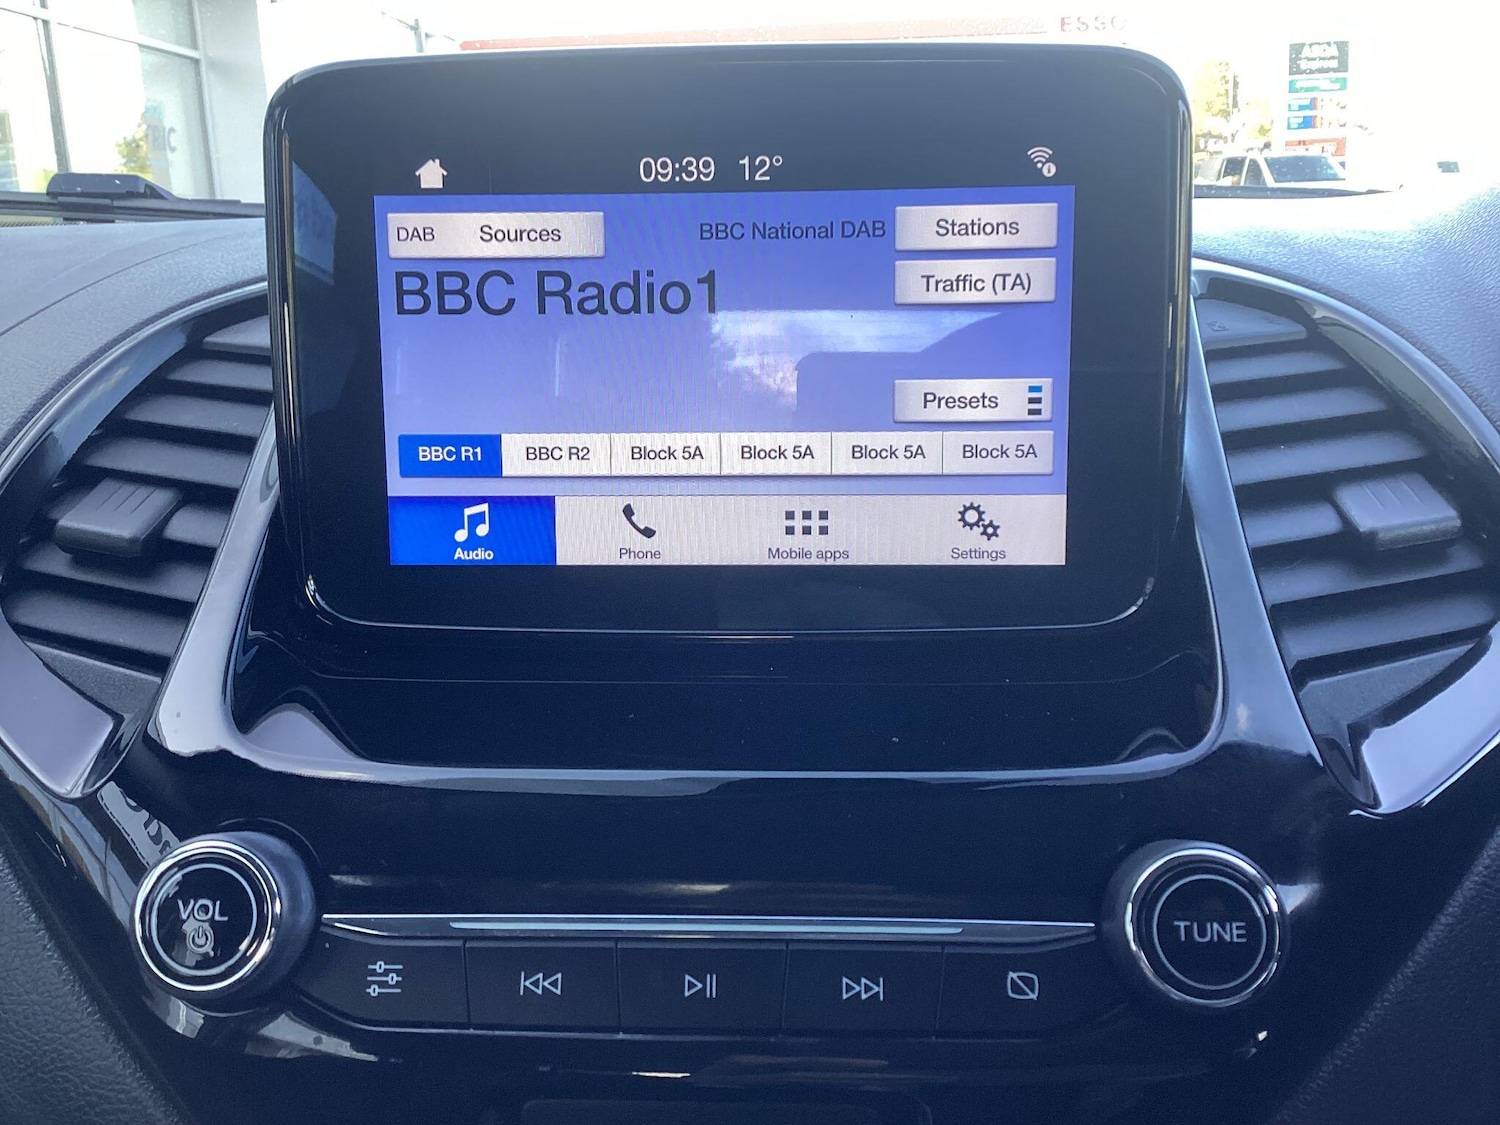 ESSO
09:39 12°
DAB Sources
BBC National DAB
Stations
BBC Radio1
Traffic (TA)
Presets
BBC R1 BBC R2 Block 5A Block 5A Block 5A Block 5A
Audio Phone Mobile apps Settings
VOL
TUNE